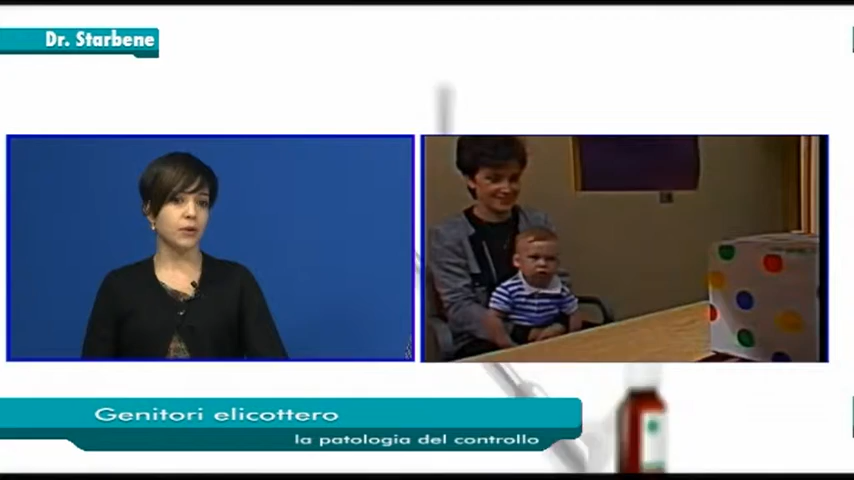 Dr. Starbene
Genitori elicottero
la patologia del controllo